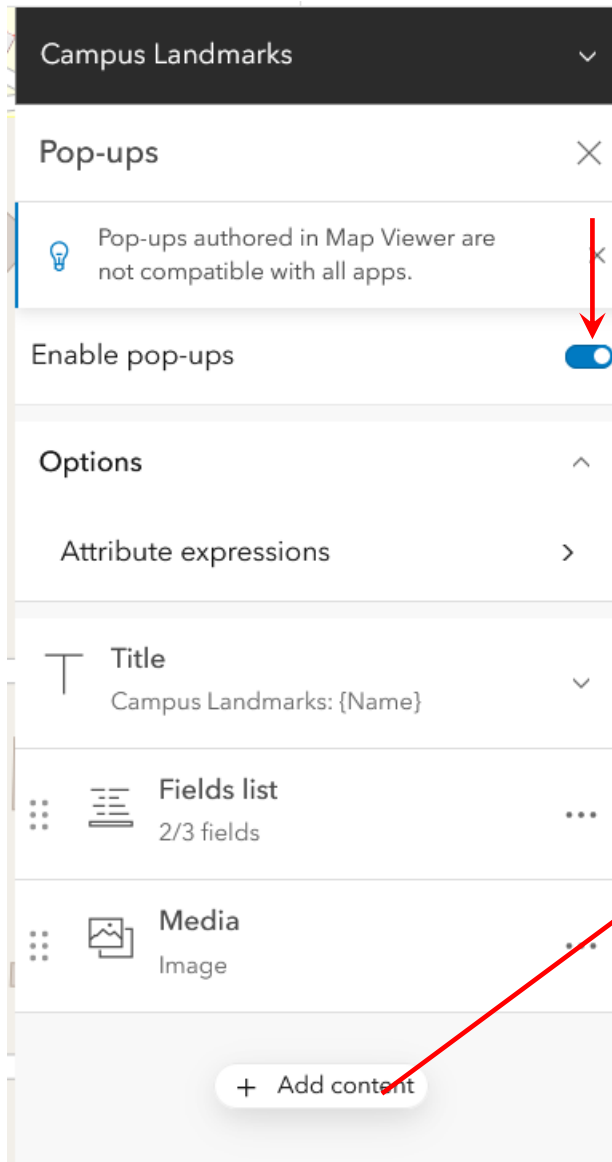 Campus Landmarks
Pop-ups
Pop-ups authored in Map Viewer are
not compatible with all apps.
Enable pop-ups
Options
Attribute expressions
Title
Campus Landmarks: {Name}
Fields list
2/3 fields
Media
Image
+ Add content